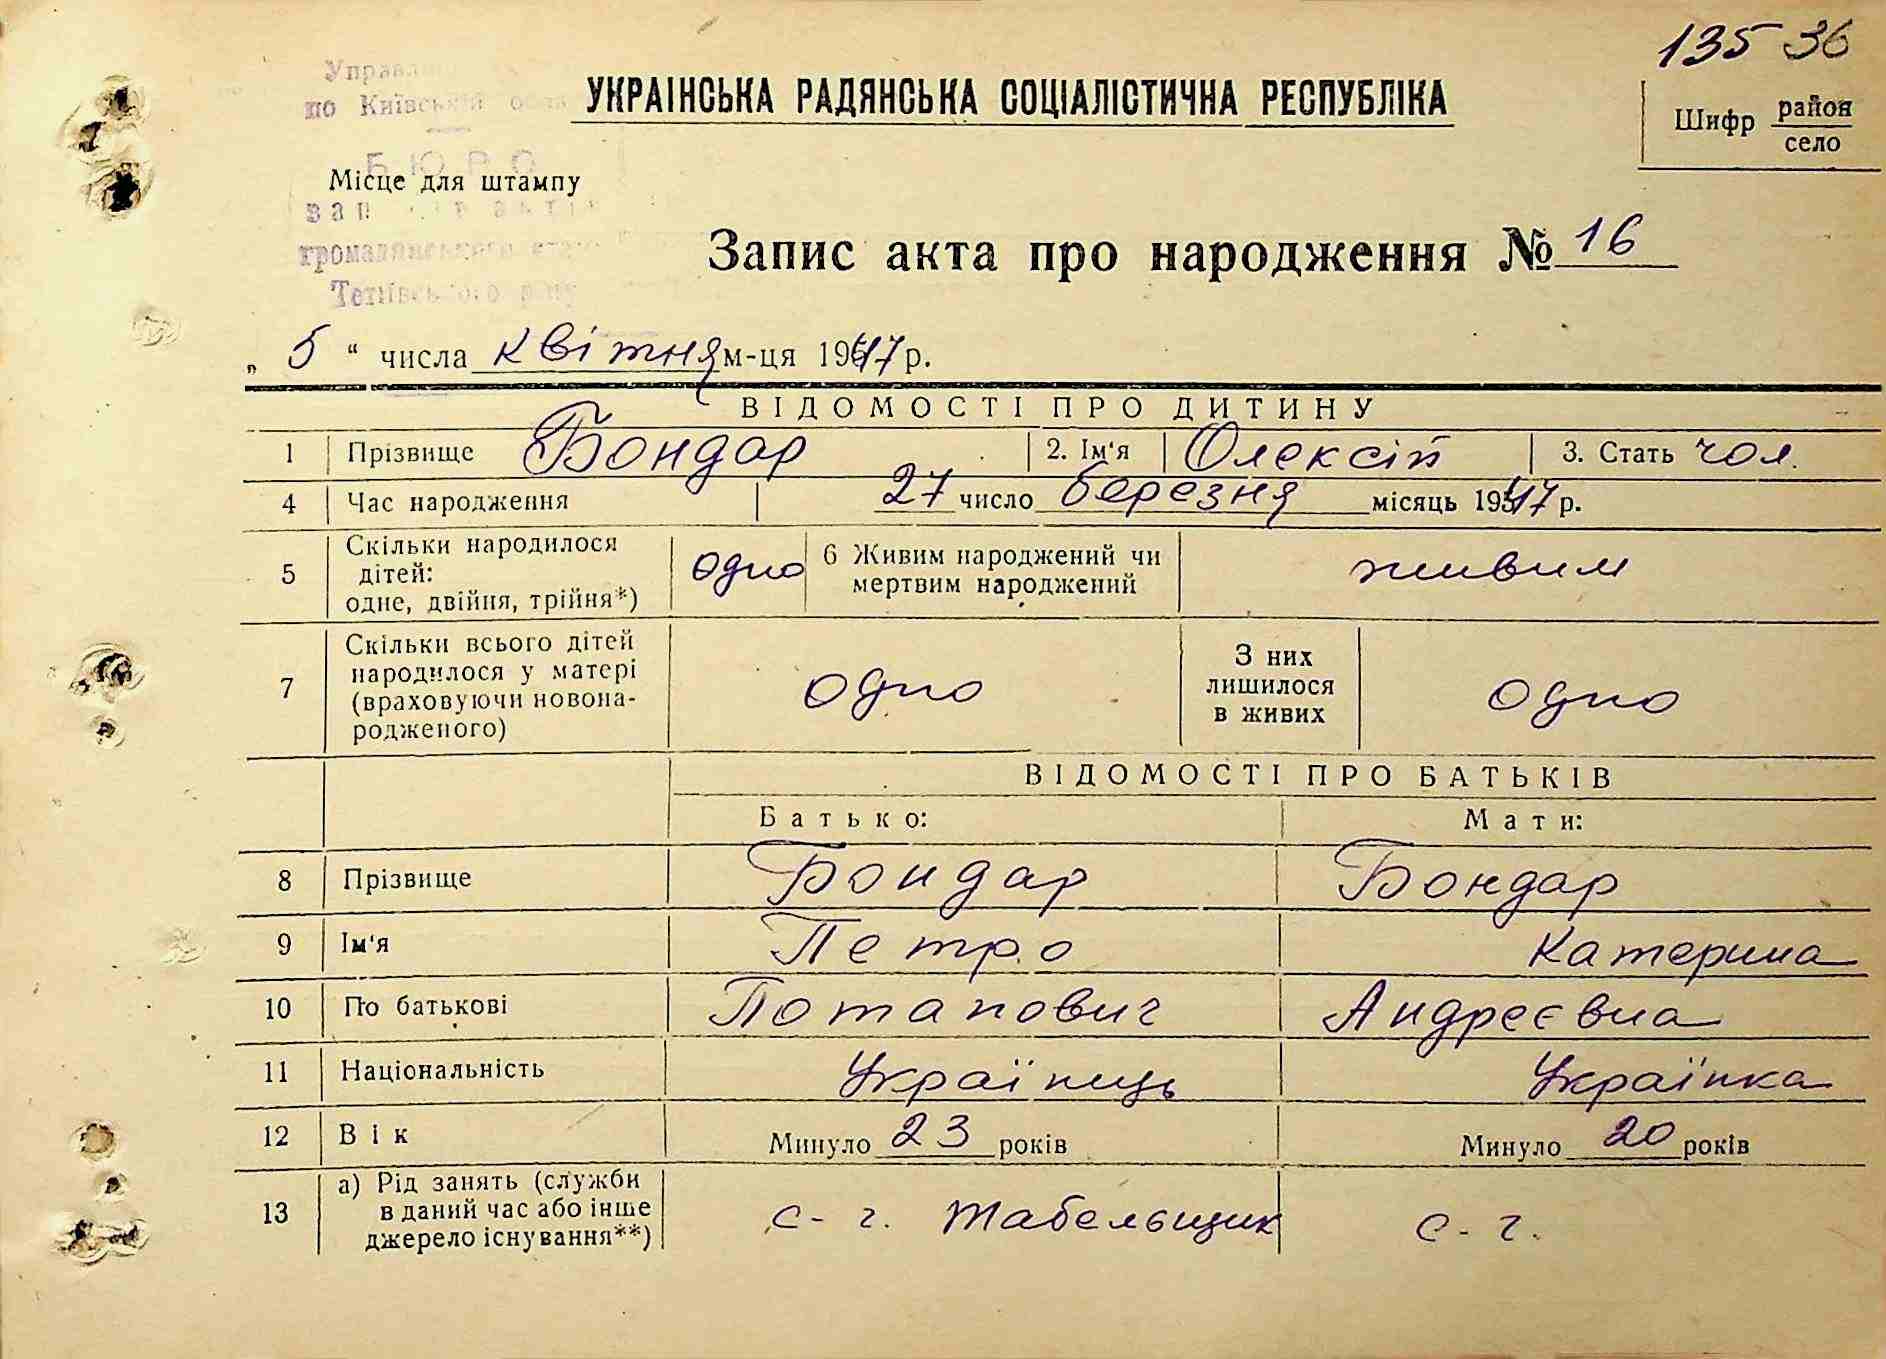 135 36
УКРАЇНСЬКА РАДЯНСЬКА СОЦІАЛІСТИЧНА РЕСПУБЛІКА
Шифр район
село
по Київській
БЮРО
Місце для штампу
громадянського
Запис акта про народження № 16
„ 5 “ числа квітня м-ця 1947 р.
ВІДОМОСТІ ПРО ДИТИНУ
1 Прізвище Бондар 2. Ім'я Олексій 3. Стать чол.
4 Час народження 27 число березня місяць 1947 р.
5 Скільки народилося дітей: одне, двійня, трійня*) одно 6 Живим народжений чи мертвим народжений живим
7 Скільки всього дітей народилося у матері (враховуючи новонародженого) одно З них лишилося в живих одно
ВІДОМОСТІ ПРО БАТЬКІВ
Батько: Мати:
8 Прізвище Бондар Бондар
9 Ім'я Петро Катерина
10 По батькові Потапович Андреєвна
11 Національність Українець Українка
12 Вік Минуло 23 років Минуло 20 років
13 а) Рід занять (служби в даний час або інше джерело існування**) с-г. табельщик с-г.